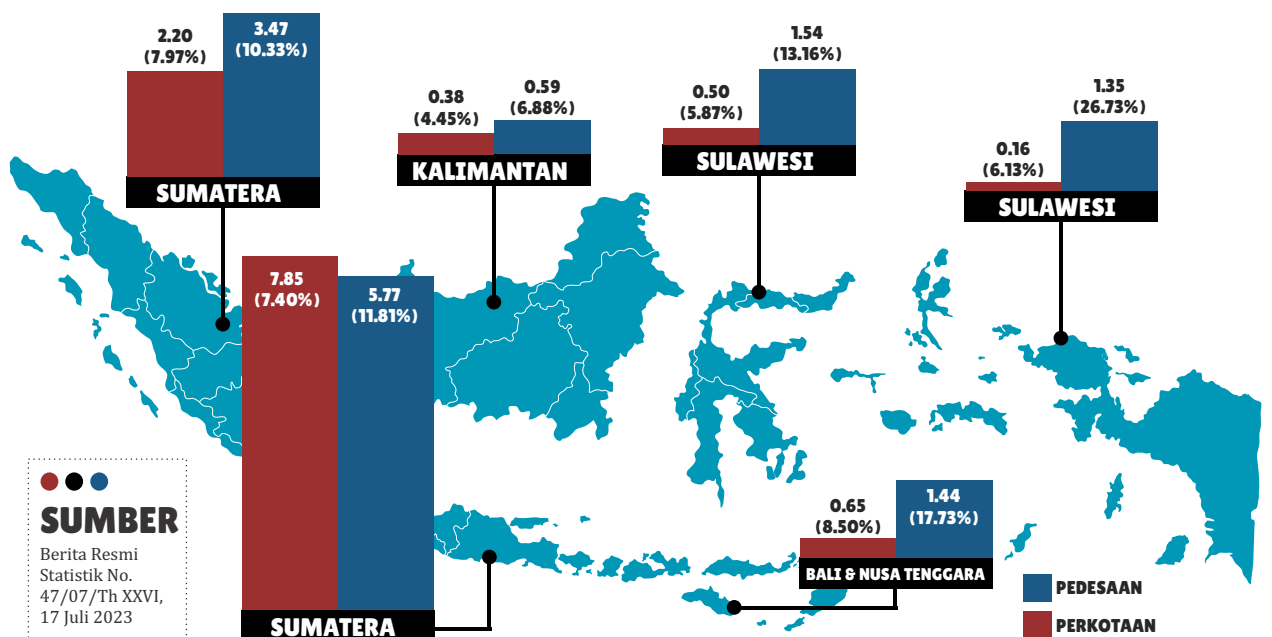 2.20
(7.97%)
3.47
(10.33%)
SUMATERA
0.38
(4.45%)
0.59
(6.88%)
KALIMANTAN
0.50
(5.87%)
1.54
(13.16%)
SULAWESI
0.16
(6.13%)
1.35
(26.73%)
SULAWESI
7.85
(7.40%)
5.77
(11.81%)
SUMATERA
0.65
(8.50%)
1.44
(17.73%)
BALI & NUSA TENGGARA
SUMBER
Berita Resmi
Statistik No.
47/07/Th XXVI,
17 Juli 2023
PEDESAAN
PERKOTAAN